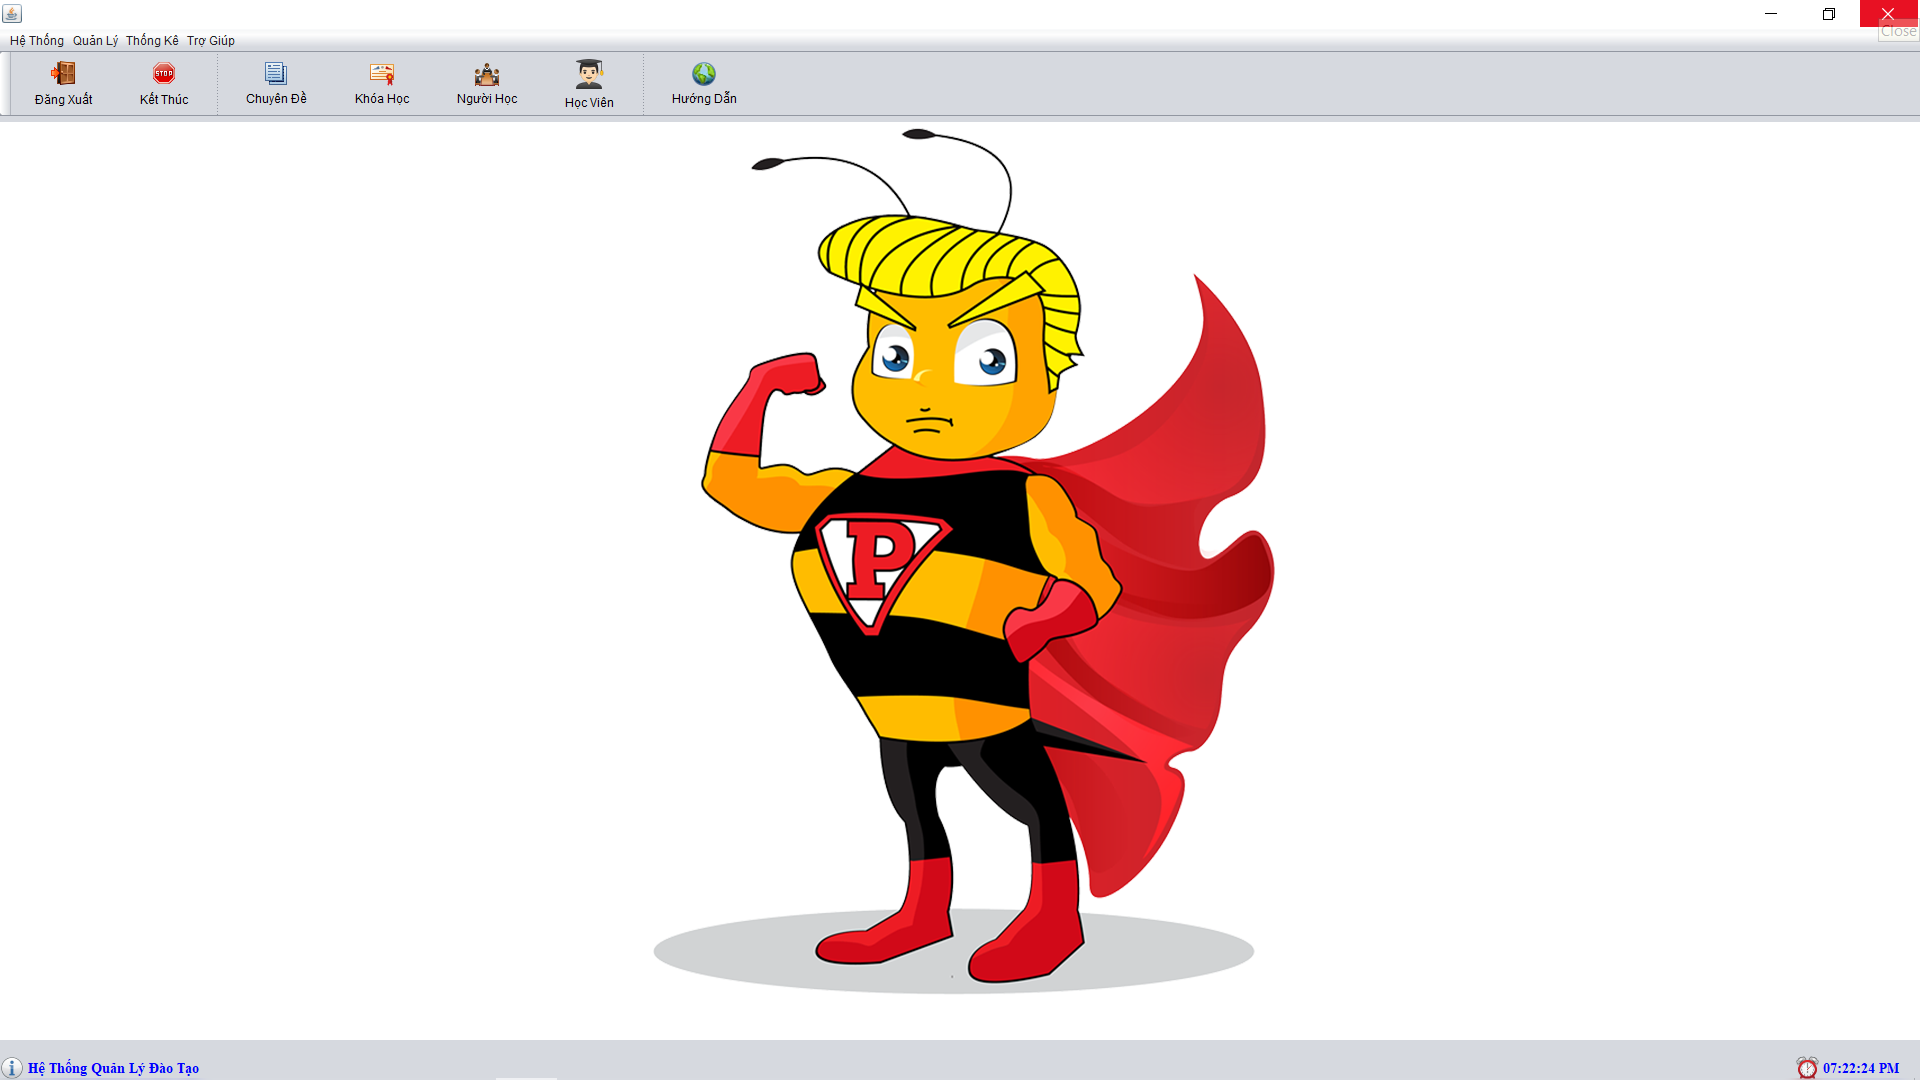 Close
Hệ Thống Quản Lý Thống Kê Trợ Giúp
STOP
Đăng Xuất Kết Thúc Chuyên Đề Khóa Học Người Học Học Viên Hướng Dẫn
P
Hệ Thống Quản Lý Đào Tạo
07:22:24 PM